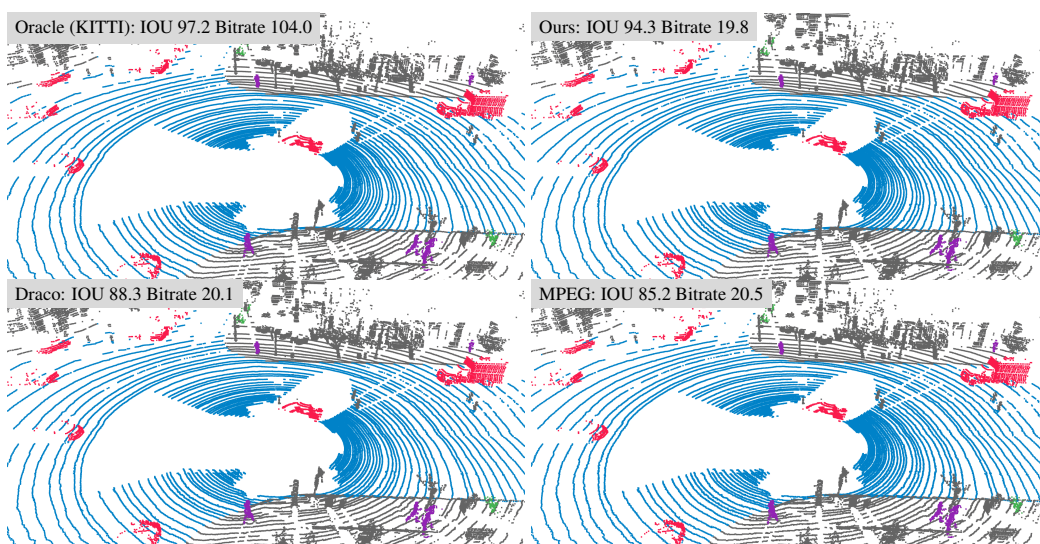 Oracle (KITTI): IOU 97.2 Bitrate 104.0
Ours: IOU 94.3 Bitrate 19.8
Draco: IOU 88.3 Bitrate 20.1
MPEG: IOU 85.2 Bitrate 20.5